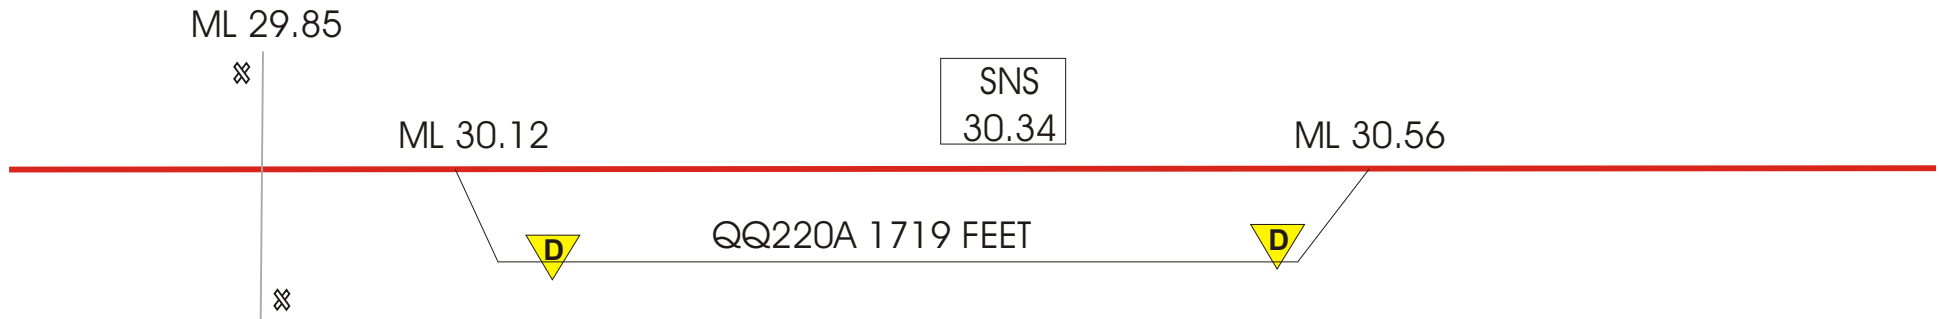 ML 29.85
SNS
30.34
ML 30.12
ML 30.56
QQ220A 1719 FEET
D
D